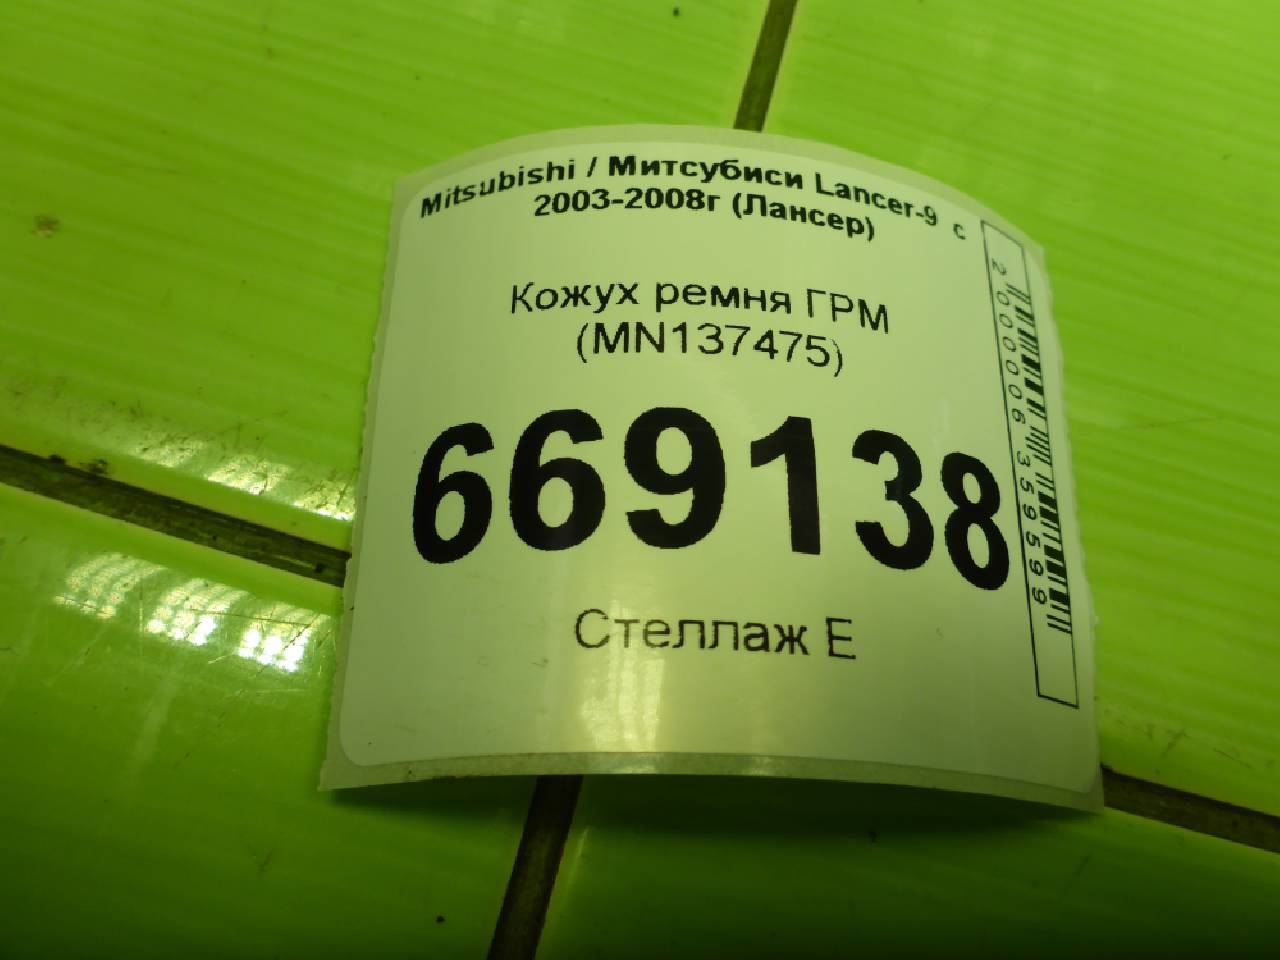 Mitsubishi / Митсубиси Lancer-9 с
2003-2008г (Лансер)
Кожух ремня ГРМ
(MN137475)
669138
Стеллаж Е
2000006359599